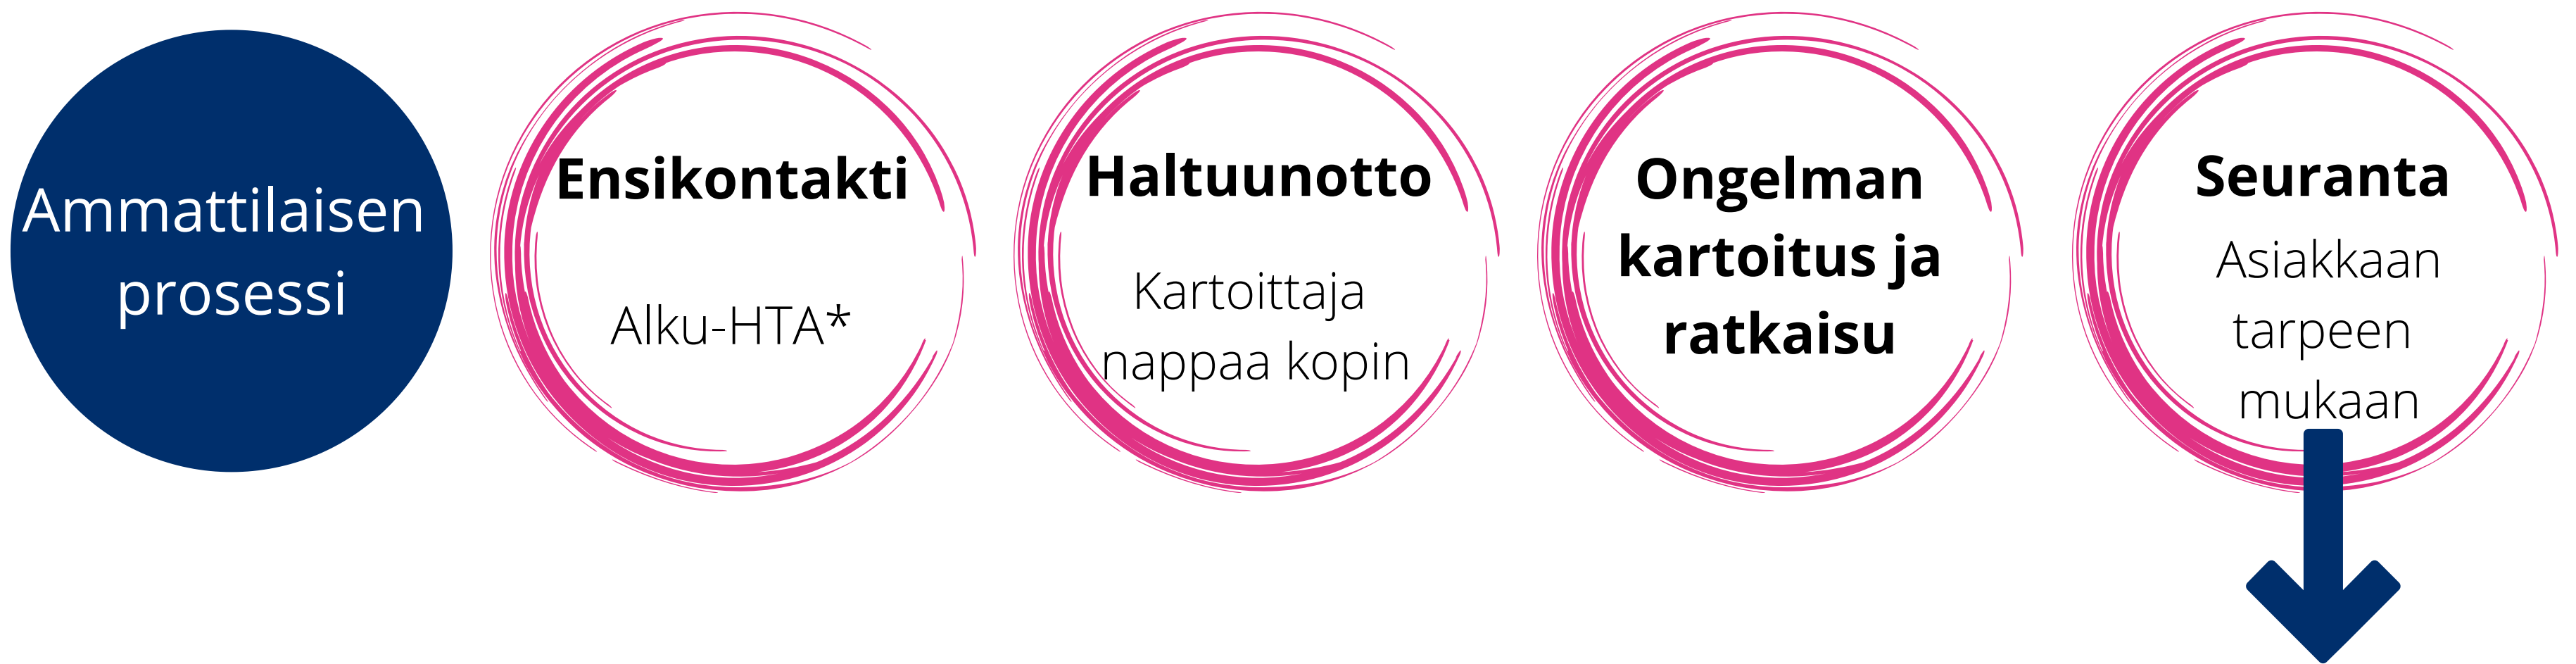 Ammattilaisen
prosessi
Ensikontakti
Alku-HTA*
Haltuunotto
Kartoittaja
nappaa kopin
Ongelman
kartoitus ja
ratkaisu
Seuranta
Asiakkaan
tarpeen
mukaan